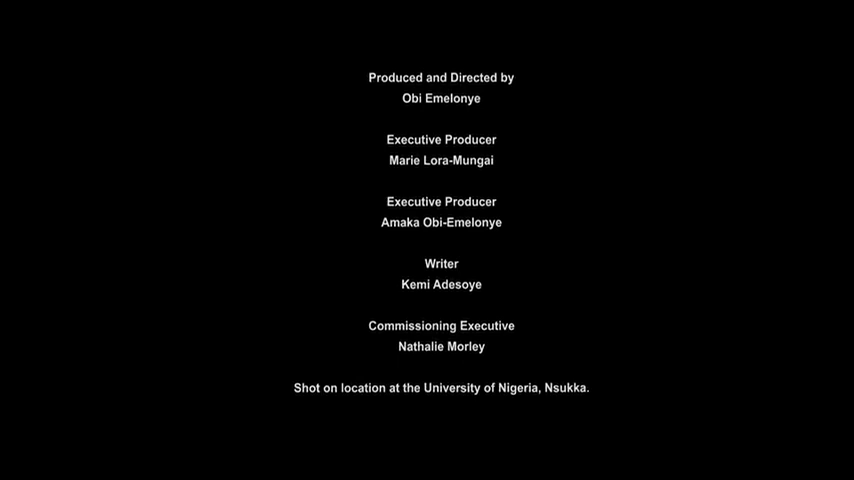 Produced and Directed by
Obi Emelonye
Executive Producer
Marie Lora-Mungai
Executive Producer
Amaka Obi-Emelonye
Writer
Kemi Adesoye
Commissioning Executive
Nathalie Morley
Shot on location at the University of Nigeria, Nsukka.